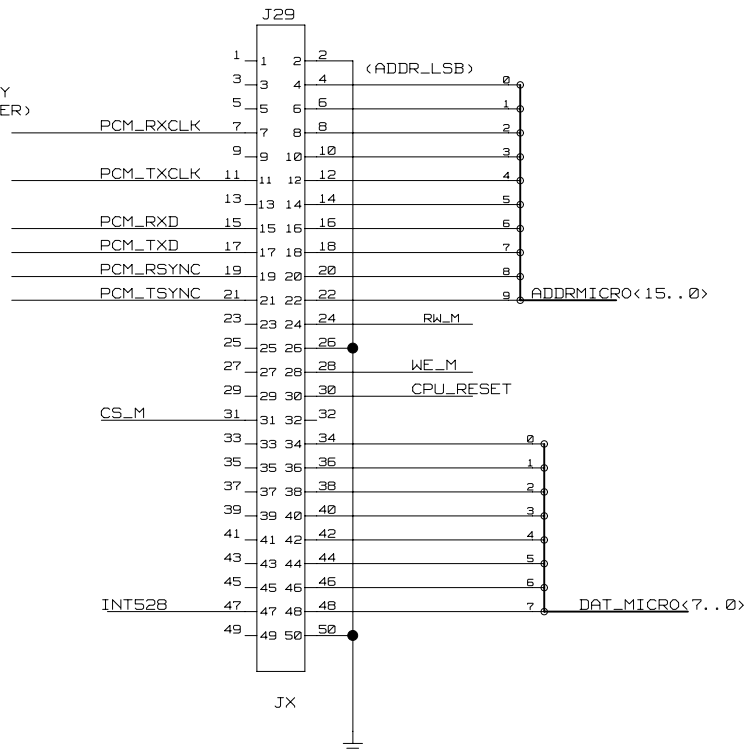 J29
1 1 2 2
(ADDR_LSB)
3 3 4 4 0
Y
ER)
5 5 6 6 1
PCM_RXCLK 7 7 8 8 2
9 9 10 10 3
PCM_TXCLK 11 11 12 12 4
13 13 14 14 5
PCM_RXD 15 15 16 16 6
PCM_TXD 17 17 18 18 7
PCM_RSYNC 19 19 20 20 8
PCM_TSYNC 21 21 22 22 9 ADDRMICRO<15..0>
23 23 24 24 RW_M
25 25 26 26
27 27 28 28 WE_M
29 29 30 30 CPU_RESET
CS_M 31 31 32 32
33 33 34 34 0
35 35 36 36 1
37 37 38 38 2
39 39 40 40 3
41 41 42 42 4
43 43 44 44 5
45 45 46 46 6
INT528 47 47 48 48 7 DAT_MICRO<7..0>
49 49 50 50
JX